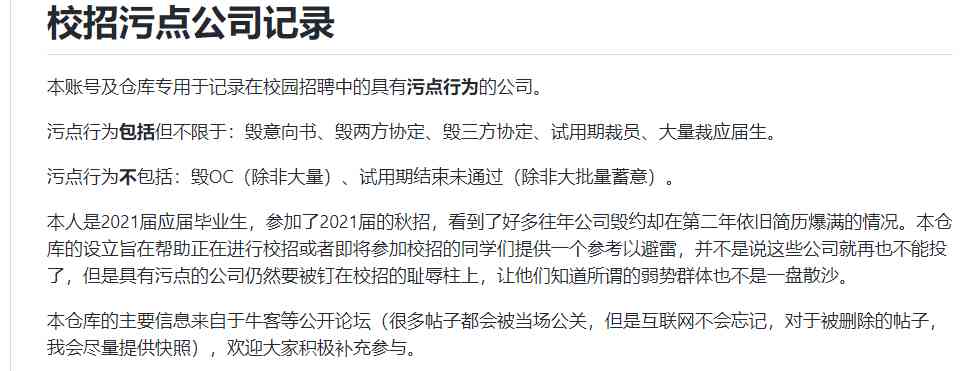 校招污点公司记录
本账号及仓库专用于记录在校园招聘中的具有污点行为的公司。
污点行为包括但不限于：毁意向书、毁两方协定、毁三方协定、试用期裁员、大量裁应届生。
污点行为不包括：毁OC（除非大量）、试用期结束未通过（除非大批量蓄意）。
本人是2021届应届毕业生，参加了2021届的秋招，看到了好多往年公司毁约却在第二年依旧简历爆满的情况。本仓
库的设立旨在帮助正在进行校招或者即将参加校招的同学们提供一个参考以避雷，并不是说这些公司就再也不能投
了，但是具有污点的公司仍然要被钉在校招的耻辱柱上，让他们知道所谓的弱势群体也不是一盘散沙。
本仓库的主要信息来自于牛客等公开论坛（很多帖子都会被当场公关，但是互联网不会忘记，对于被删除的帖子，
我会尽量提供快照），欢迎大家积极补充参与。